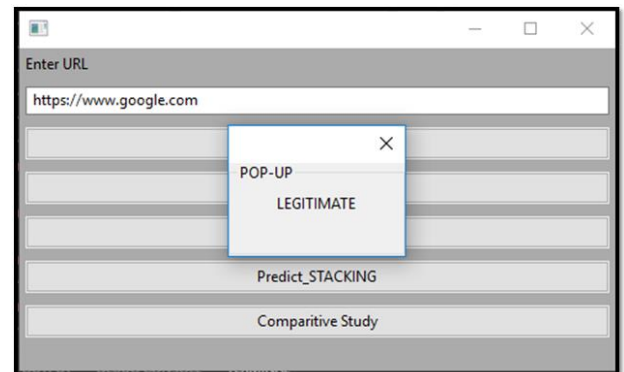 Enter URL
https://www.google.com
POP-UP
LEGITIMATE
Predict_STACKING
Comparitive Study